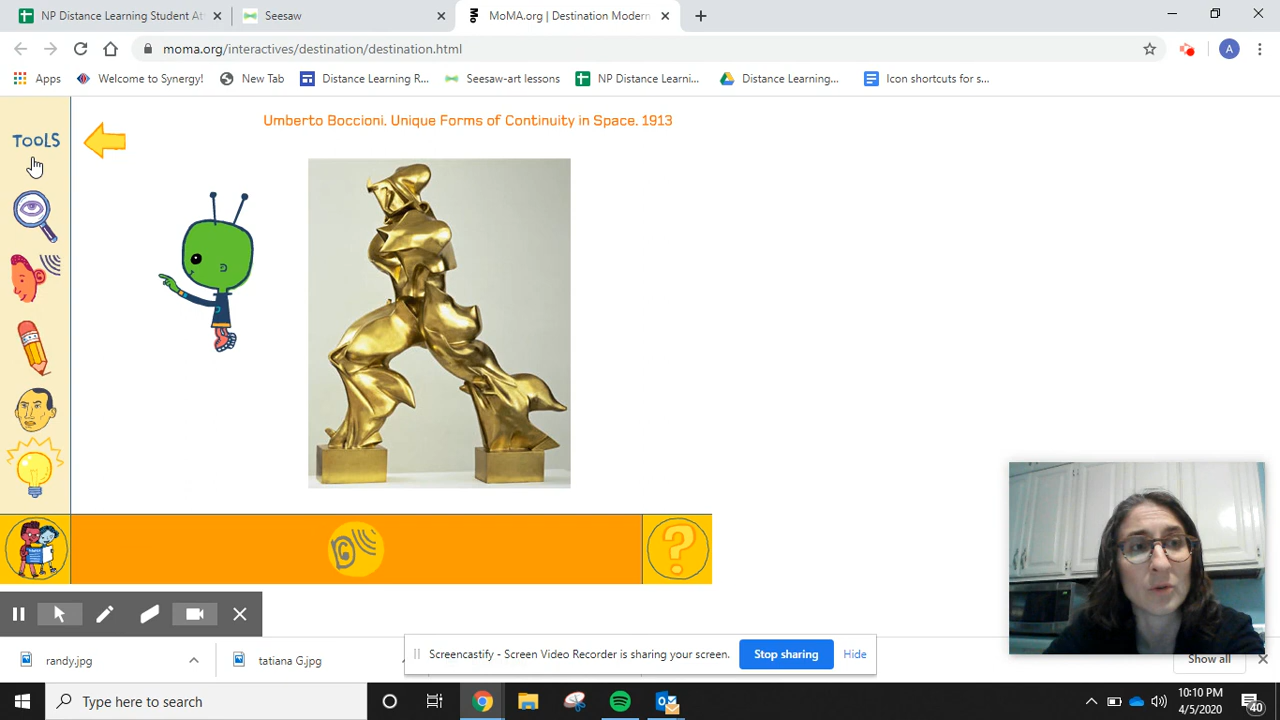 NP Distance Learning Student At
Seesaw
Mo
MoMA.org | Destination Modern
moma.org/interactives/destination/destination.html
A
Apps
Welcome to Synergy!
New Tab
Distance Learning R...
Seesaw-art lessons
NP Distance Learni...
Distance Learning...
Icon shortcuts for s...
Umberto Boccioni. Unique Forms of Continuity in Space. 1913
TOOLS
?
Screencastify - Screen Video Recorder is sharing your screen.
Stop sharing
Hide
randy.jpg
tatiana G.jpg
Show all
Type here to search
10:10 PM
4/5/2020
40